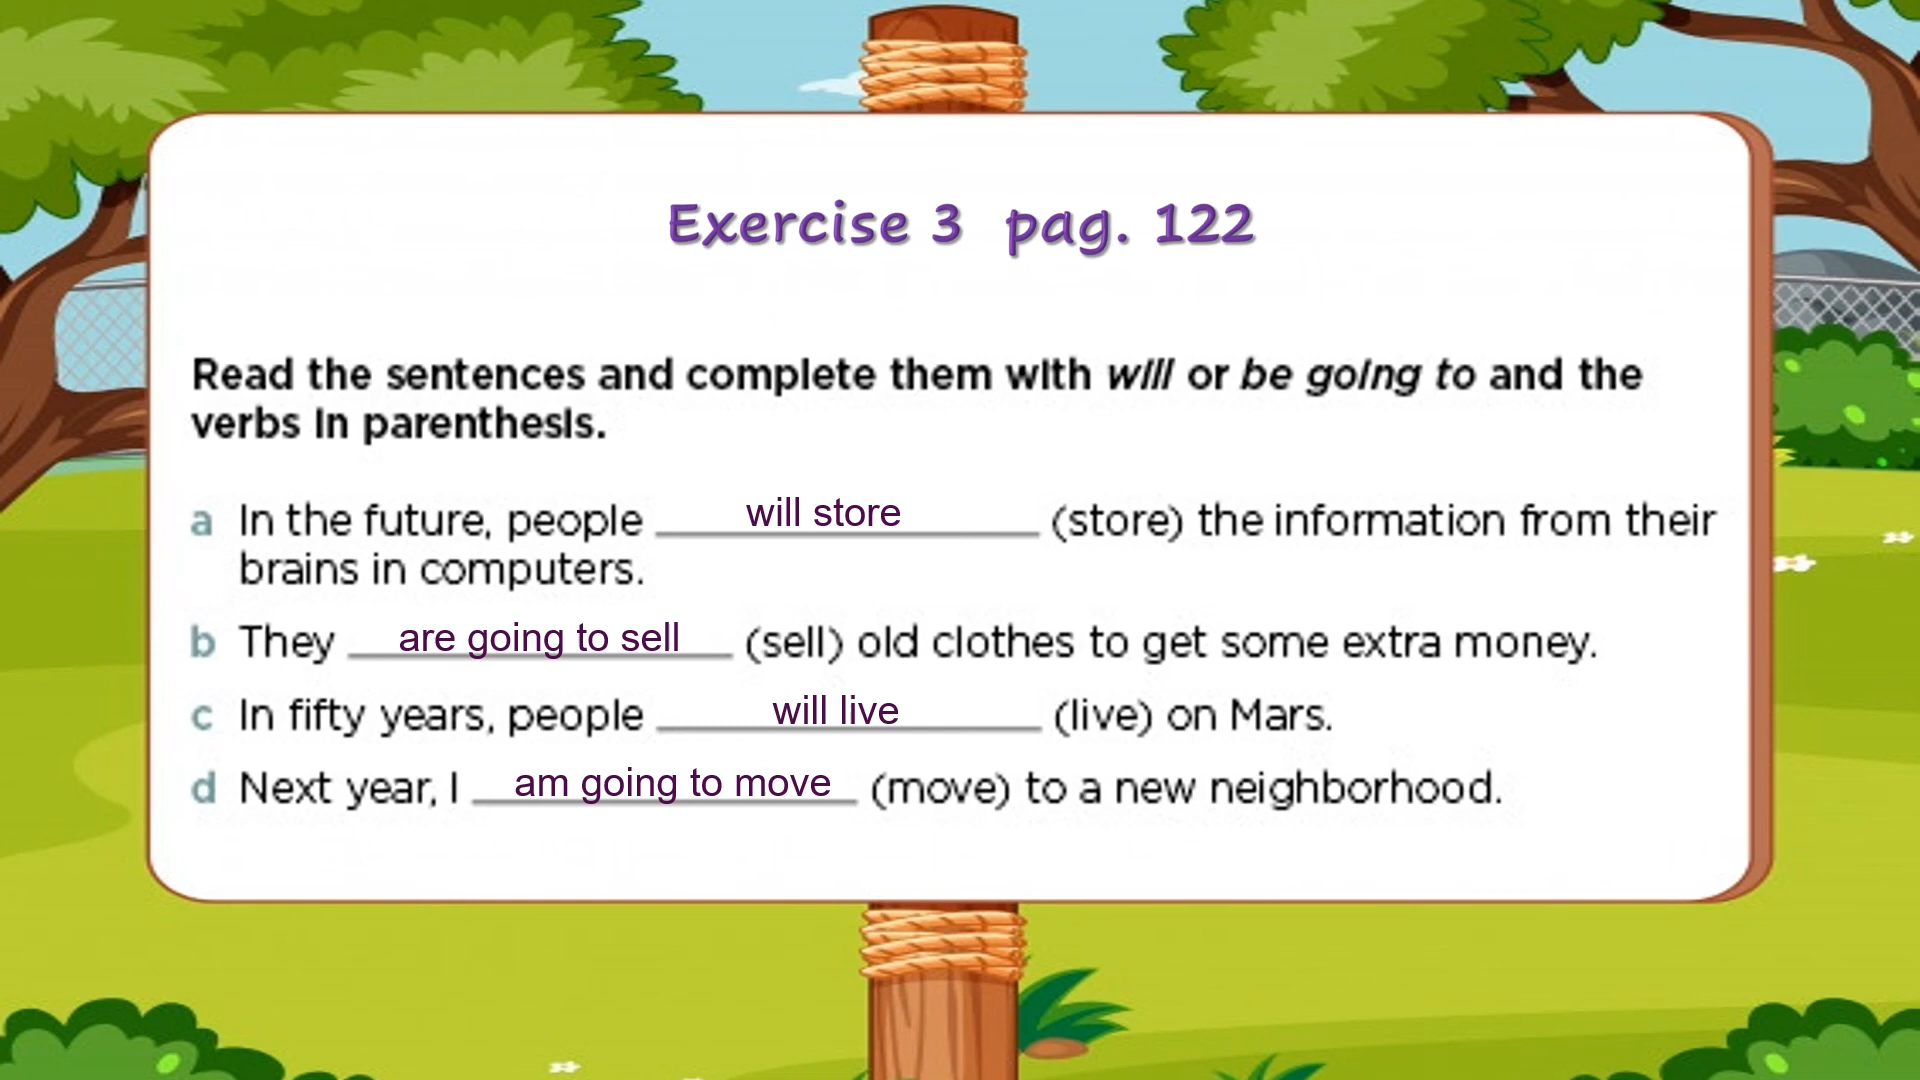 Exercise 3 pag. 122
Read the sentences and complete them with will or be going to and the
verbs in parenthesis.
a In the future, people will store (store) the information from their
brains in computers.
b They are going to sell (sell) old clothes to get some extra money.
c In fifty years, people will live (live) on Mars.
d Next year, I am going to move (move) to a new neighborhood.